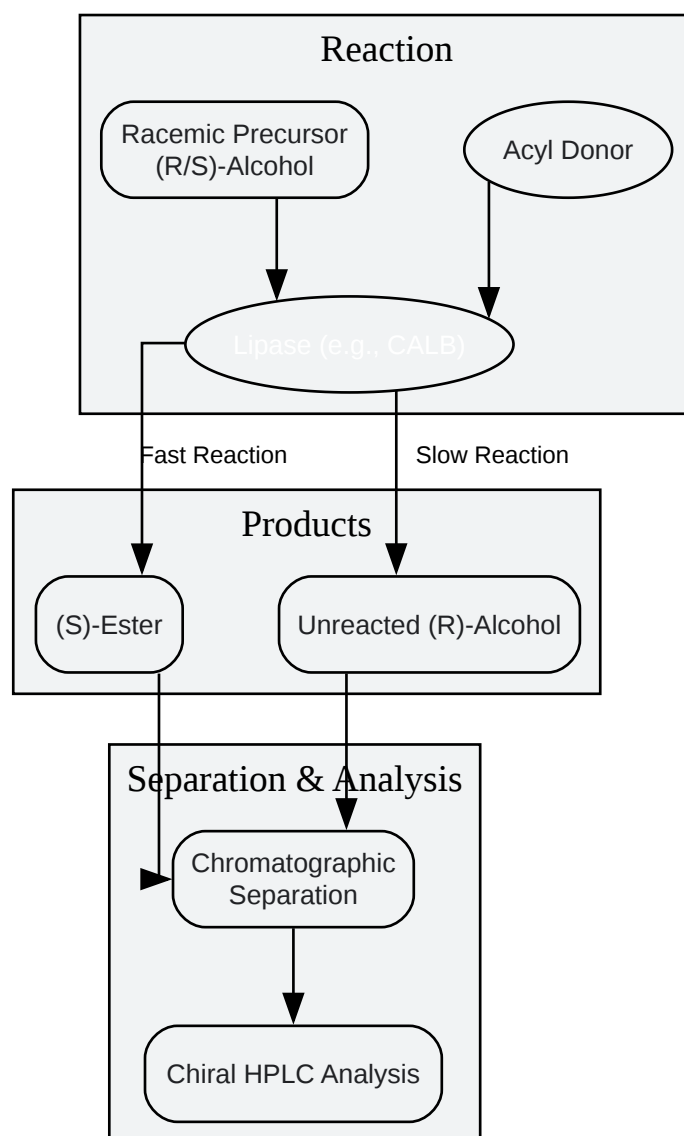 Reaction
Racemic Precursor
(R/S)-Alcohol
Acyl Donor
Lipase (e.g., CALB)
Fast Reaction
Slow Reaction
Products
(S)-Ester
Unreacted (R)-Alcohol
Separation & Analysis
Chromatographic
Separation
Chiral HPLC Analysis